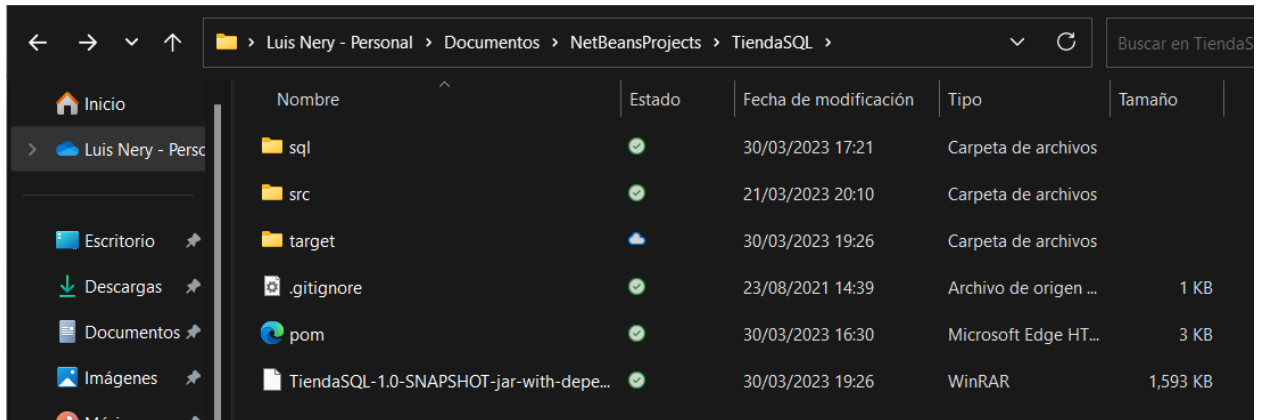 Luis Nery - Personal > Documentos > NetBeansProjects > TiendaSQL >
Buscar en TiendaS
Inicio
Luis Nery - Perso
Escritorio
Descargas
Documentos
Imágenes
Nombre Estado Fecha de modificación Tipo Tamaño
sql 30/03/2023 17:21 Carpeta de archivos
src 21/03/2023 20:10 Carpeta de archivos
target 30/03/2023 19:26 Carpeta de archivos
.gitignore 23/08/2021 14:39 Archivo de origen ... 1 KB
pom 30/03/2023 16:30 Microsoft Edge HT... 3 KB
TiendaSQL-1.0-SNAPSHOT-jar-with-depe... 30/03/2023 19:26 WinRAR 1,593 KB